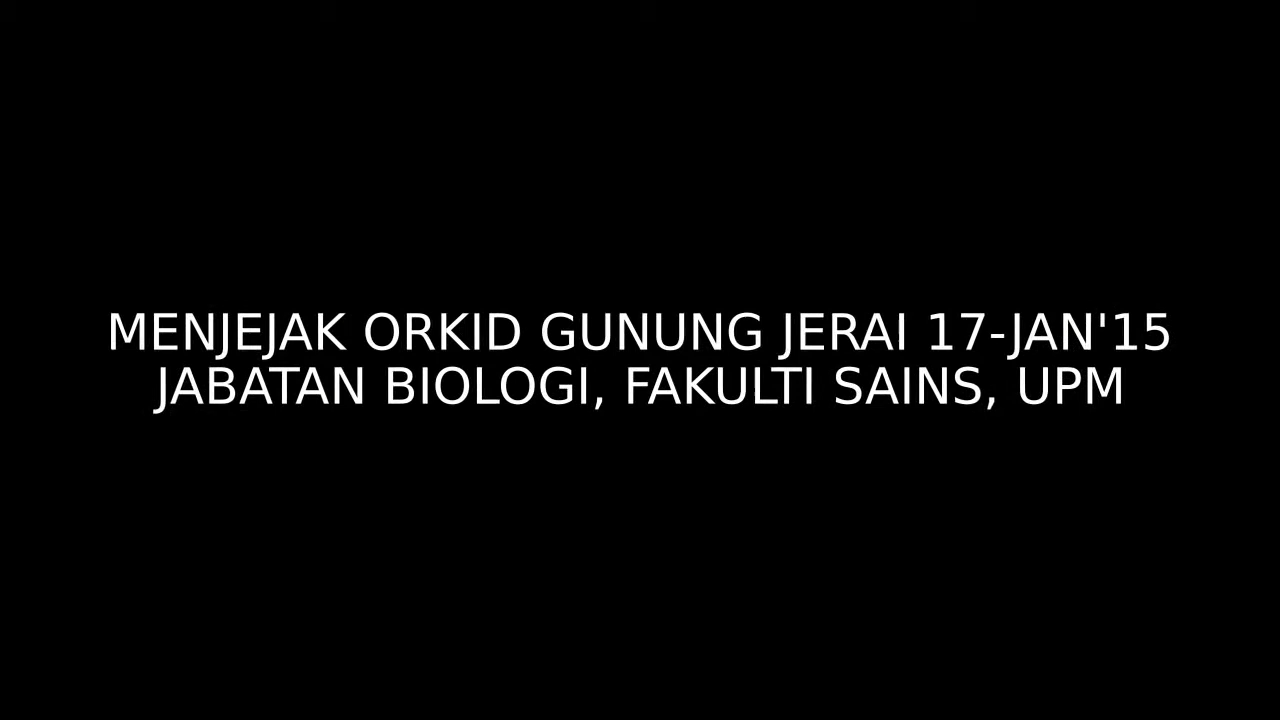 MENJEJAK ORKID GUNUNG JERAI 17-JAN'15
JABATAN BIOLOGI, FAKULTI SAINS, UPM